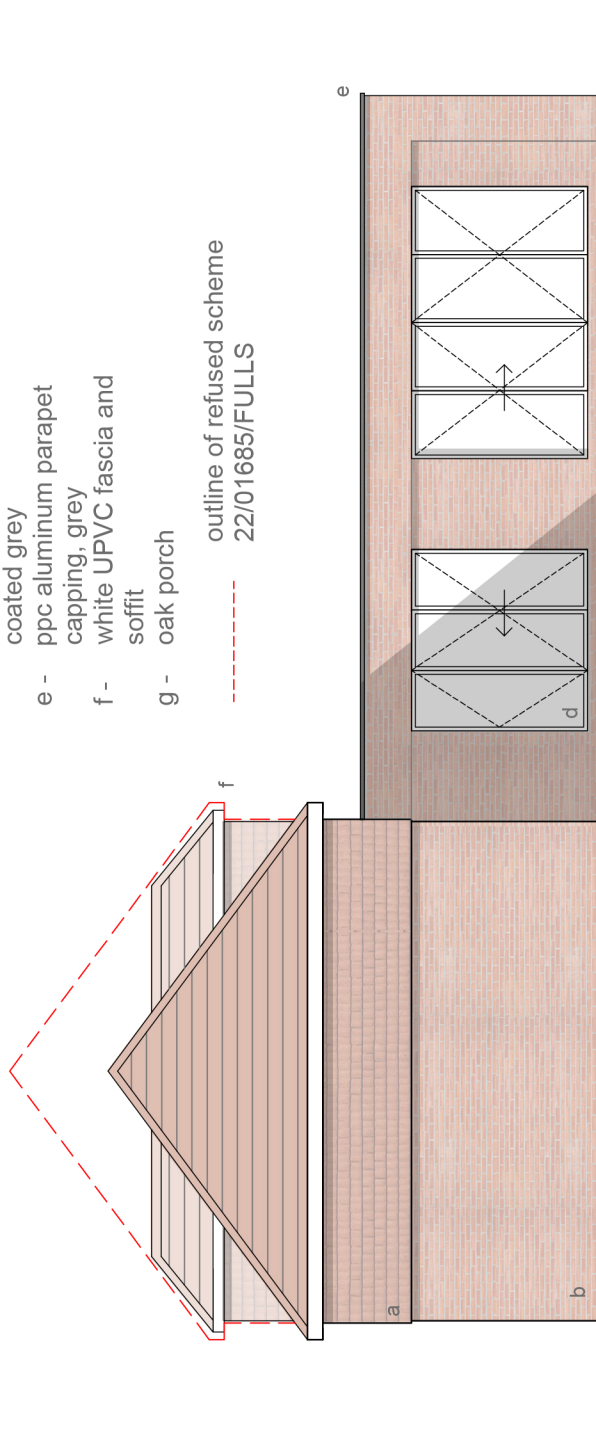 coated grey
e - ppc aluminum parapet
capping, grey
f - white UPVC fascia and
soffit
g - oak porch
outline of refused scheme
22/01685/FULLS
e
f
a
b
d